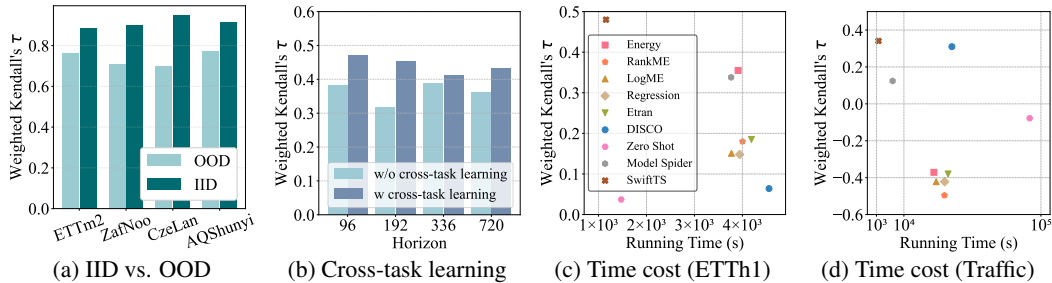 Weighted Kendall's τ
0.8
0.6
0.4
0.2
0.0
OOD
IID
ETTm2
ZafNoo
CzeLan
AQShunyi
(a) IID vs. OOD
Weighted Kendall's τ
0.6
0.5
0.4
0.3
0.2
0.1
0.0
w/o cross-task learning
w cross-task learning
96
192
336
720
Horizon
(b) Cross-task learning
Weighted Kendall's τ
0.5
0.4
0.3
0.2
0.1
0.0
Energy
RankME
LogME
Regression
Etran
DISCO
Zero Shot
Model Spider
SwiftTS
1×10³
2×10³
3×10³
4×10³
Running Time (s)
(c) Time cost (ETTh1)
Weighted Kendall's τ
0.4
0.2
0.0
−0.2
−0.4
−0.6
10³
10⁴
10⁵
Running Time (s)
(d) Time cost (Traffic)